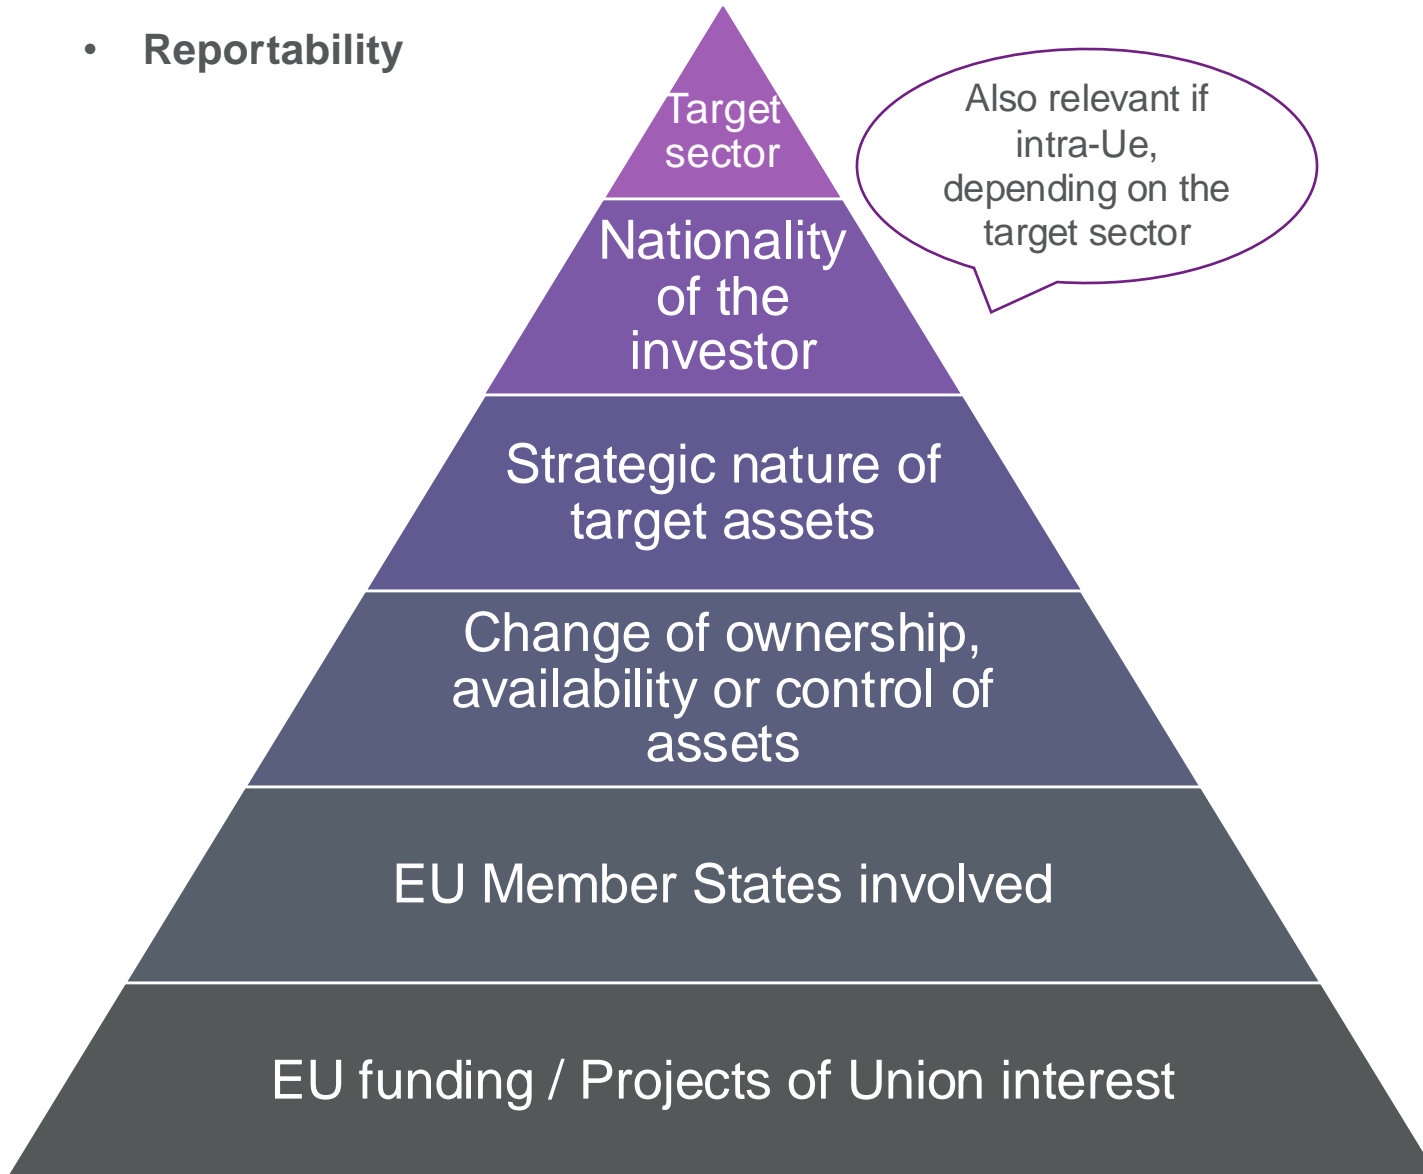 • Reportability
Target
sector
Also relevant if
intra-Ue,
depending on the
target sector
Nationality
of the
investor
Strategic nature of
target assets
Change of ownership,
availability or control of
assets
EU Member States involved
EU funding / Projects of Union interest